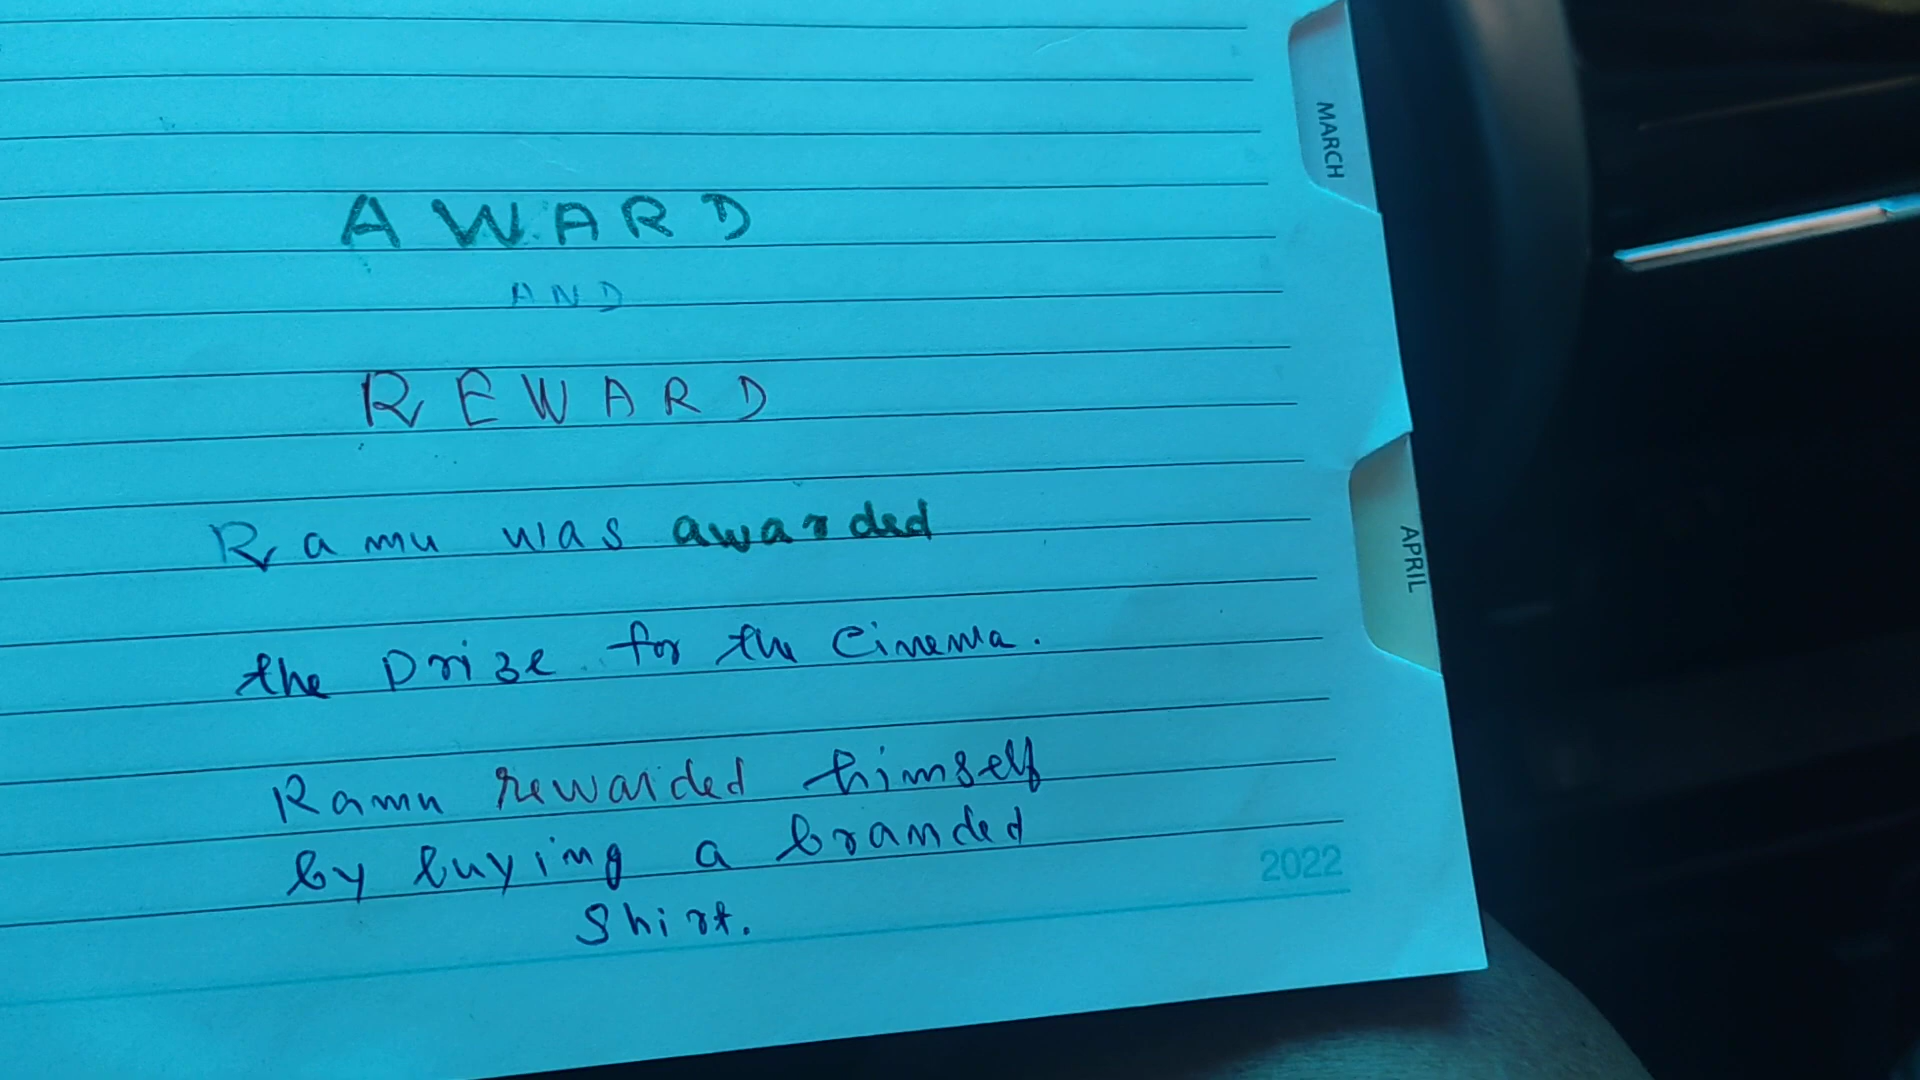 MARCH
AWARD
AND
REWARD
Ramu was awarded
APRIL
the Prize for the Cinema.
Ramu rewarded himself
by buying a branded
2022
Shirt.